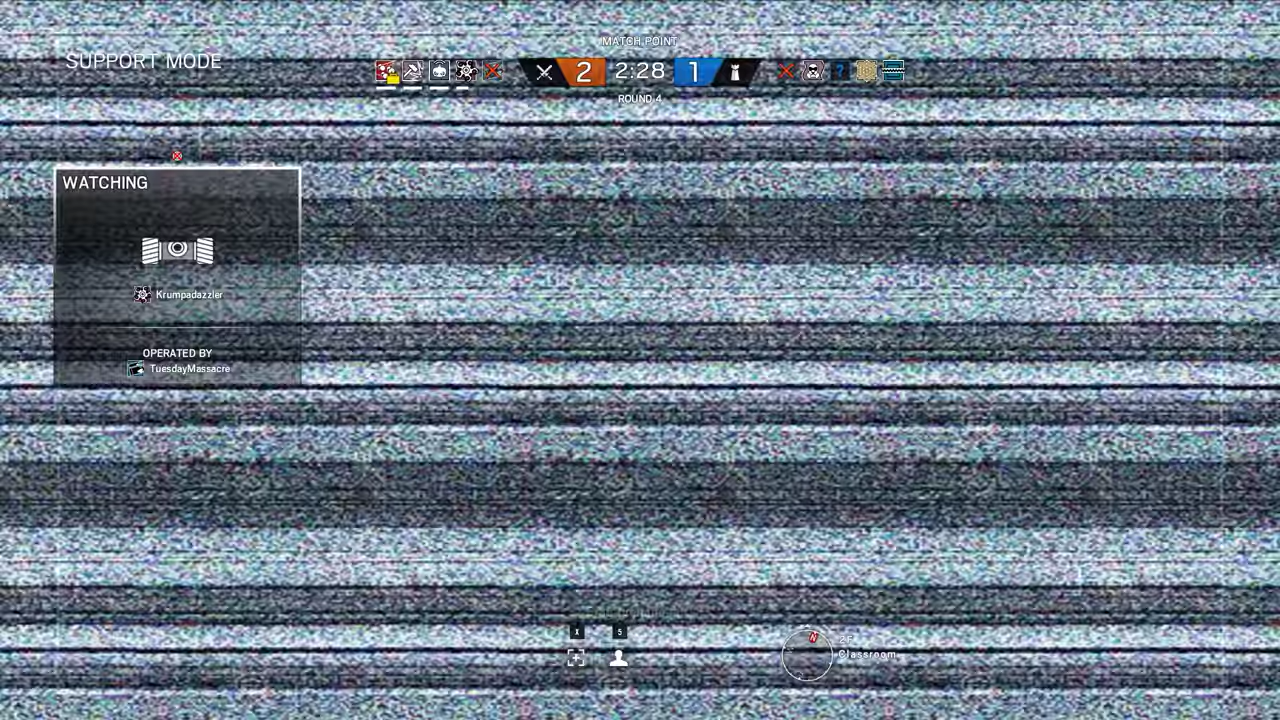 MATCH POINT
SUPPORT MODE
2 2:28 1
?
ROUND 4
WATCHING
Krumpadazzler
OPERATED BY
TuesdayMassacre
X 5
N 2F
Classroom